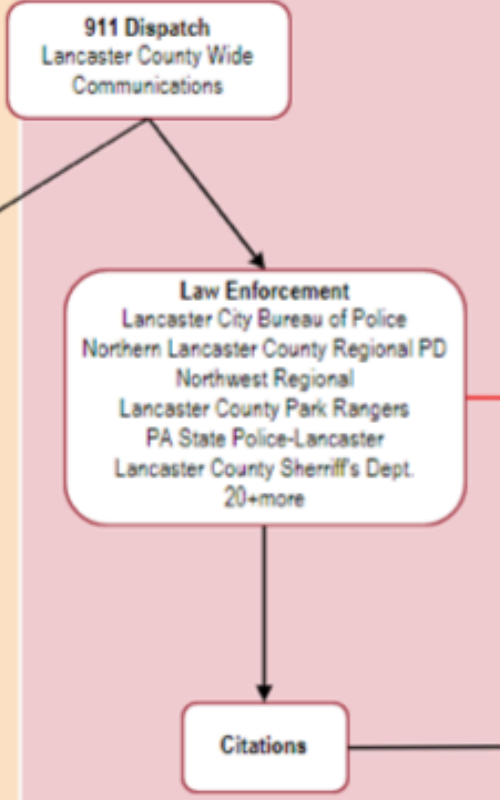 911 Dispatch
Lancaster County Wide
Communications
Law Enforcement
Lancaster City Bureau of Police
Northern Lancaster County Regional PD
Northwest Regional
Lancaster County Park Rangers
PA State Police-Lancaster
Lancaster County Sherriff's Dept.
20+more
Citations